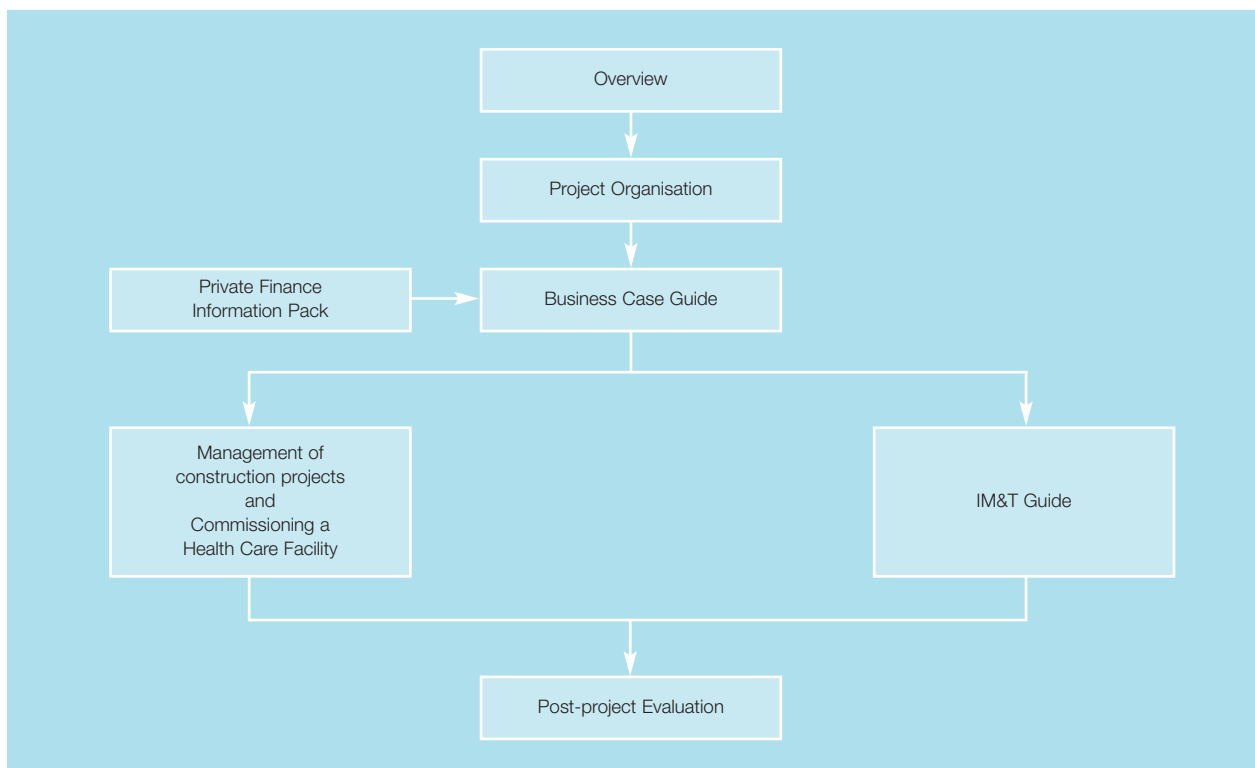 Overview
Project Organisation
Private Finance
Information Pack
Business Case Guide
Management of
construction projects
and
Commissioning a
Health Care Facility
IM&T Guide
Post-project Evaluation